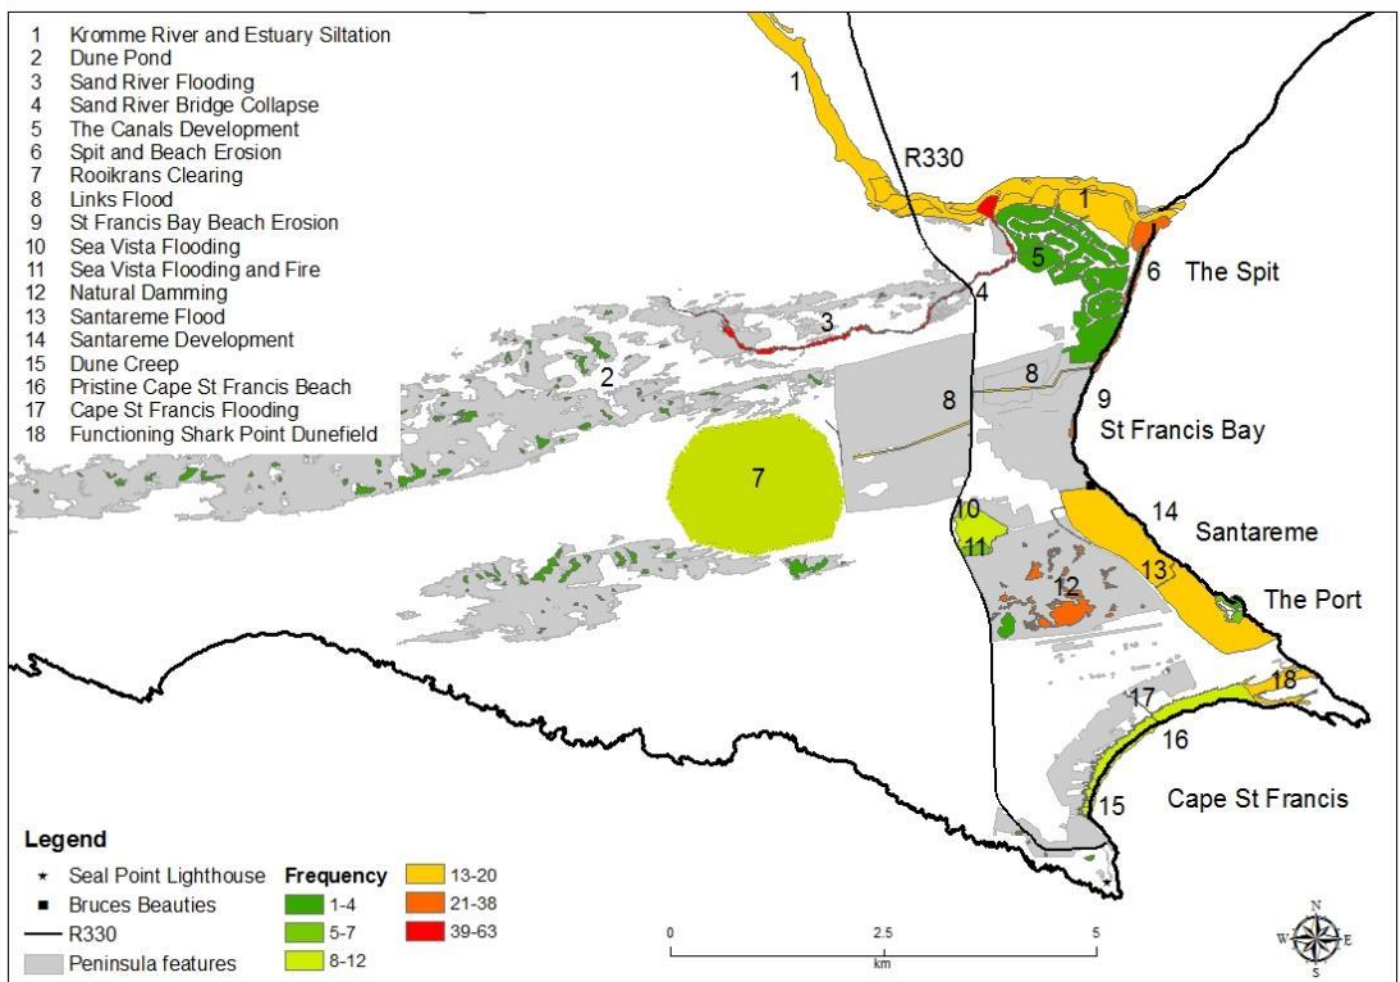 1 Kromme River and Estuary Siltation
2 Dune Pond
3 Sand River Flooding
4 Sand River Bridge Collapse
5 The Canals Development
6 Spit and Beach Erosion
7 Rooikrans Clearing
8 Links Flood
9 St Francis Bay Beach Erosion
10 Sea Vista Flooding
11 Sea Vista Flooding and Fire
12 Natural Damming
13 Santareme Flood
14 Santareme Development
15 Dune Creep
16 Pristine Cape St Francis Beach
17 Cape St Francis Flooding
18 Functioning Shark Point Dunefield
1
R330
1
5
6
The Spit
4
3
2
8
8
9
St Francis Bay
7
10
14
Santareme
11
13
12
The Port
18
17
16
15
Cape St Francis
Legend
Seal Point Lighthouse
Bruces Beauties
R330
Peninsula features
Frequency
1-4
5-7
8-12
13-20
21-38
39-63
0 2.5 5
km
N
W E
S